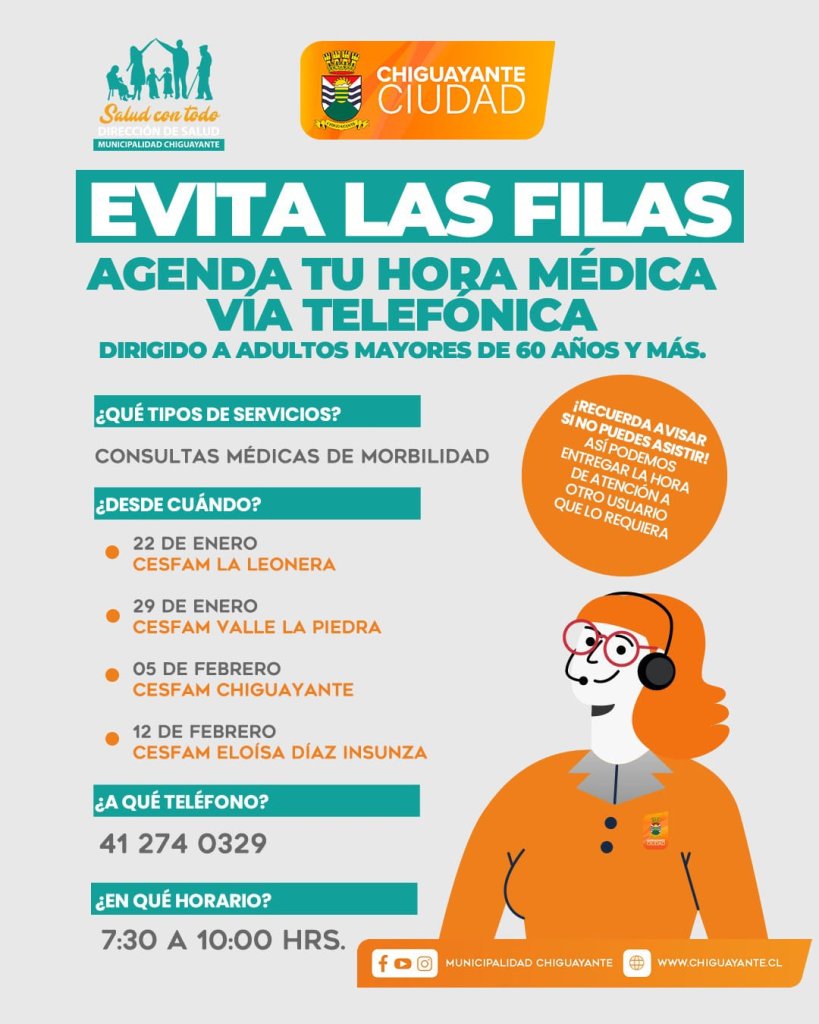 Salud con todo
DIRECCIÓN DE SALUD
MUNICIPALIDAD CHIGUAYANTE
CHIGUAYANTE
CHIGUAYANTE
CIUDAD
EVITA LAS FILAS
AGENDA TU HORA MÉDICA
VÍA TELEFÓNICA
DIRIGIDO A ADULTOS MAYORES DE 60 AÑOS Y MÁS.
¿QUÉ TIPOS DE SERVICIOS?
CONSULTAS MÉDICAS DE MORBILIDAD
¡RECUERDA AVISAR
SI NO PUEDES ASISTIR!
ASÍ PODEMOS
ENTREGAR LA HORA
DE ATENCIÓN A
OTRO USUARIO
QUE LO REQUIERA
¿DESDE CUÁNDO?
22 DE ENERO
CESFAM LA LEONERA
29 DE ENERO
CESFAM VALLE LA PIEDRA
05 DE FEBRERO
CESFAM CHIGUAYANTE
12 DE FEBRERO
CESFAM ELOÍSA DÍAZ INSUNZA
¿A QUÉ TELÉFONO?
41 274 0329
¿EN QUÉ HORARIO?
7:30 A 10:00 HRS.
CIUDAD
MUNICIPALIDAD CHIGUAYANTE
WWW.CHIGUAYANTE.CL